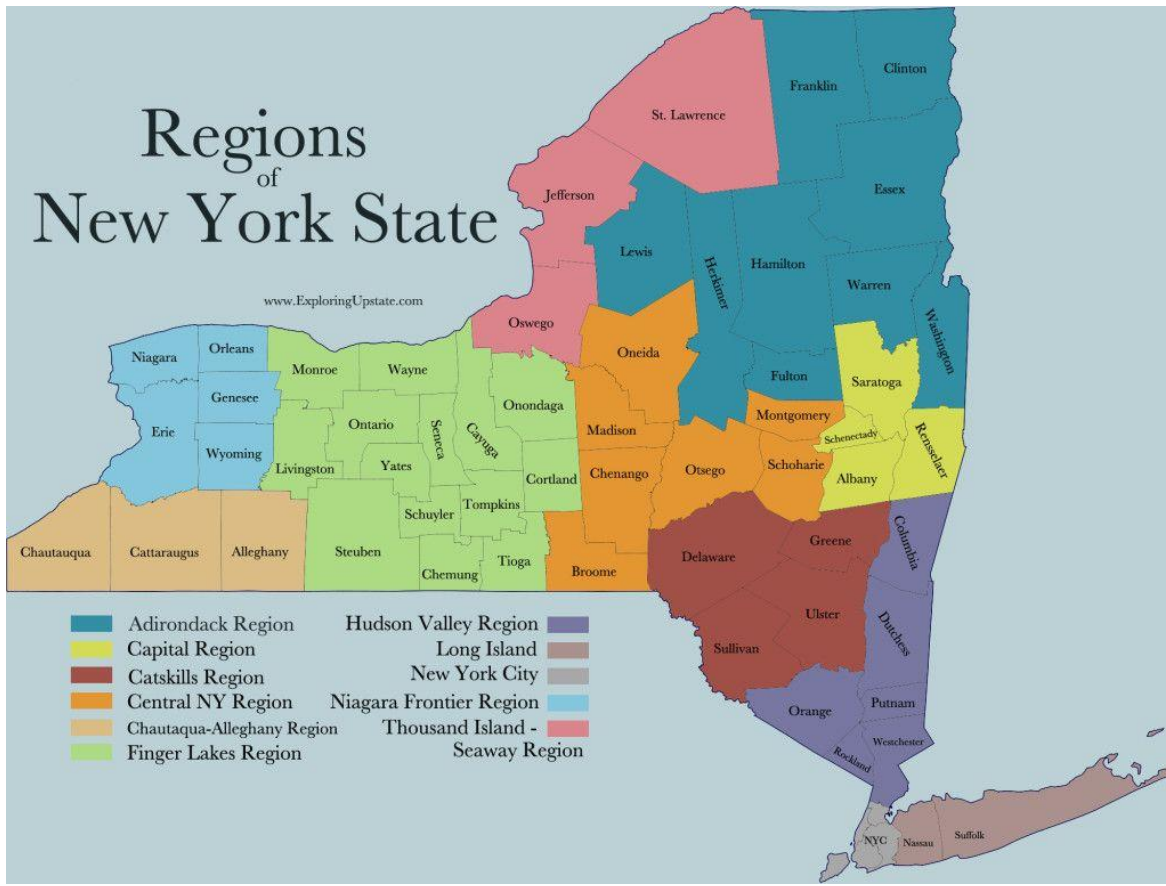 Regions
of
New York State
www.ExploringUpstate.com
Clinton
Franklin
St. Lawrence
Essex
Jefferson
Lewis
Herkimer
Hamilton
Warren
Washington
Oswego
Oneida
Fulton
Saratoga
Niagara
Orleans
Monroe
Wayne
Genesee
Onondaga
Montgomery
Erie
Ontario
Seneca
Cayuga
Madison
Schenectady
Rensselaer
Wyoming
Livingston
Yates
Cortland
Chenango
Otsego
Schoharie
Albany
Tompkins
Schuyler
Chautauqua
Cattaraugus
Alleghany
Steuben
Chemung
Tioga
Broome
Delaware
Greene
Columbia
Ulster
Sullivan
Dutchess
Orange
Putnam
Rockland
Westchester
NYC
Nassau
Suffolk
Adirondack Region
Capital Region
Catskills Region
Central NY Region
Chautaqua-Alleghany Region
Finger Lakes Region
Hudson Valley Region
Long Island
New York City
Niagara Frontier Region
Thousand Island -
Seaway Region